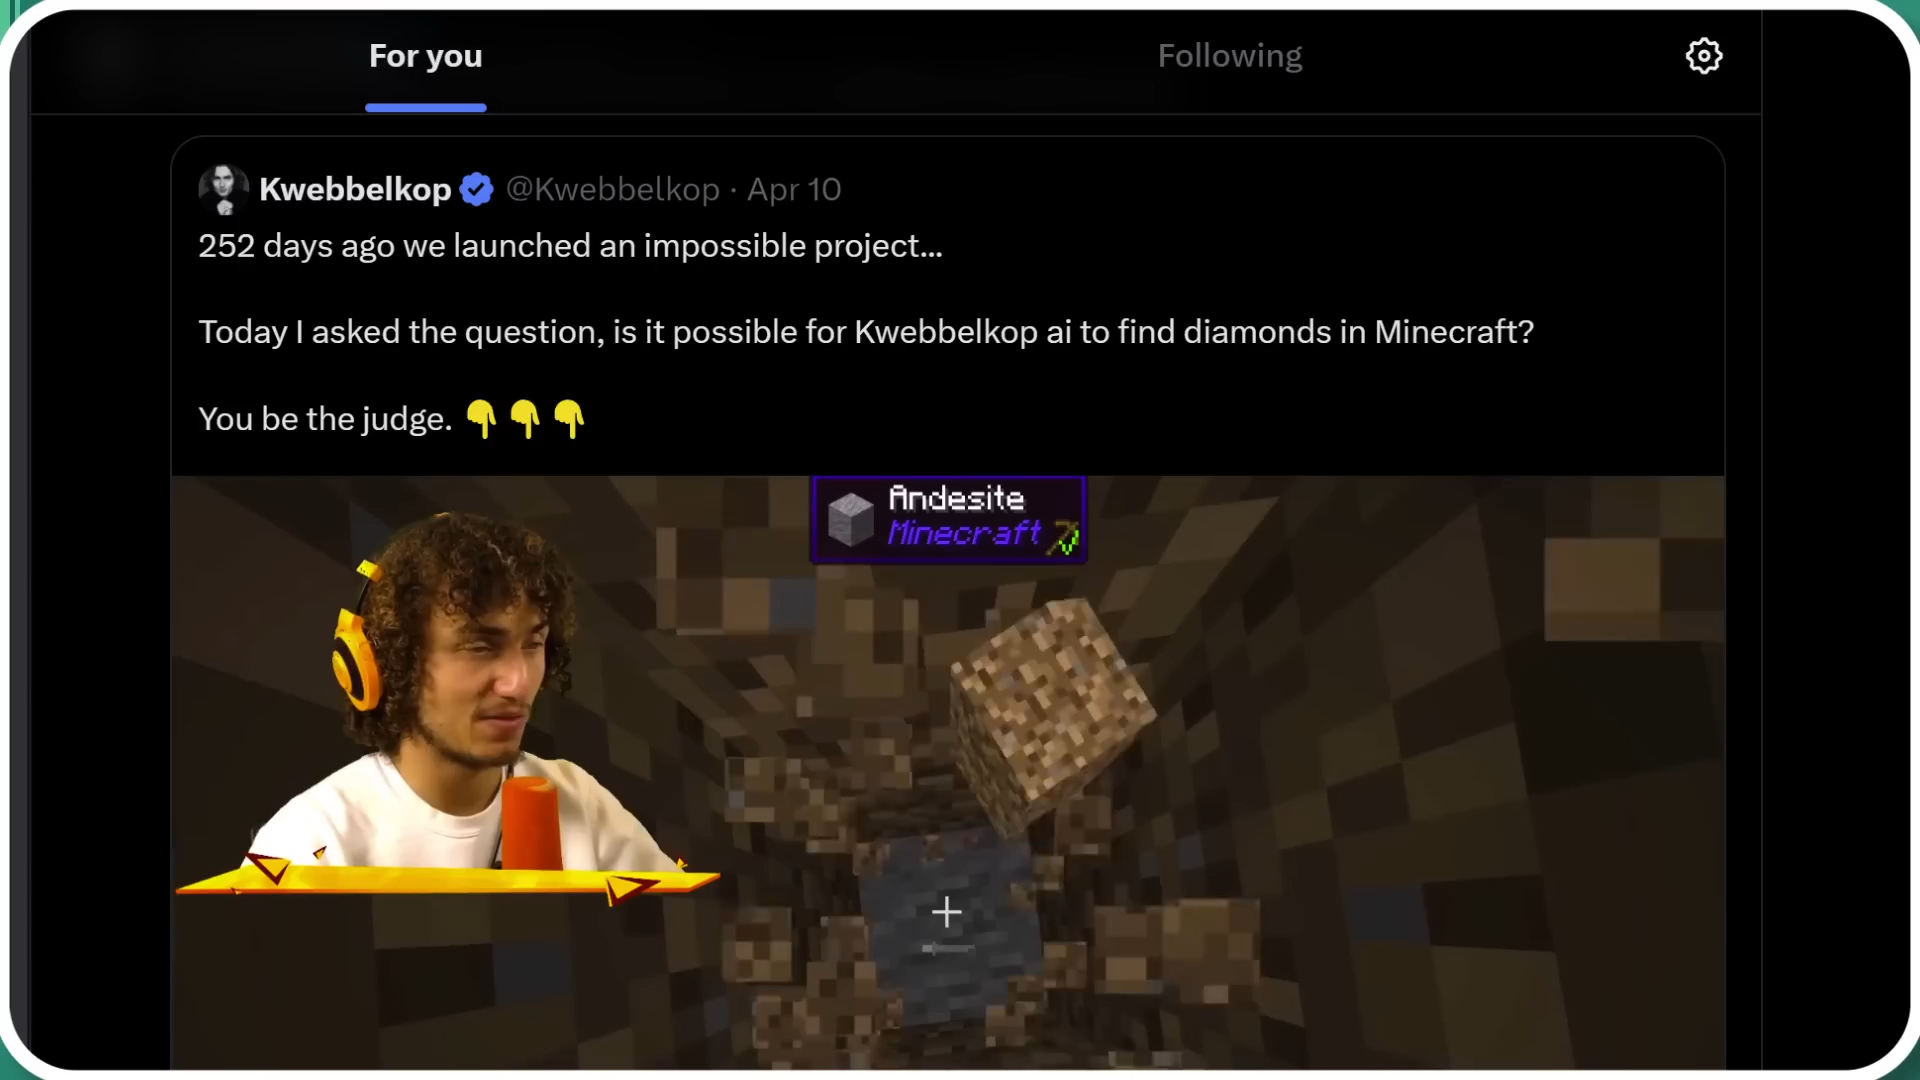 For you
Following
Kwebbelkop @Kwebbelkop · Apr 10
252 days ago we launched an impossible project...
Today I asked the question, is it possible for Kwebbelkop ai to find diamonds in Minecraft?
You be the judge. 👇👇👇
Andesite
Minecraft